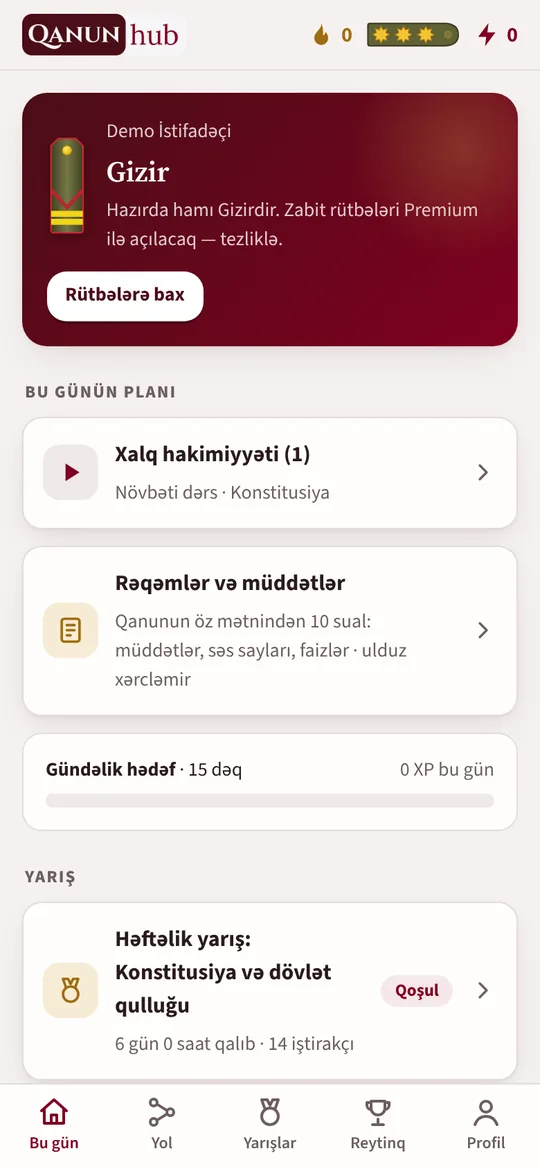 QANUN hub
0
0
Demo İstifadəçi
Gizir
Hazırda hamı Gizirdir. Zabit rütbələri Premium
ilə açılacaq — tezliklə.
Rütbələrə bax
BU GÜNÜN PLANI
Xalq hakimiyyəti (1)
Növbəti dərs · Konstitusiya
Rəqəmlər və müddətlər
Qanunun öz mətnindən 10 sual:
müddətlər, səs sayları, faizlər · ulduz
xərcləmir
Gündəlik hədəf · 15 dəq
0 XP bu gün
YARIŞ
Həftəlik yarış:
Konstitusiya və dövlət
qulluğu
Qoşul
6 gün 0 saat qalıb · 14 iştirakçı
Bu gün
Yol
Yarışlar
Reytinq
Profil